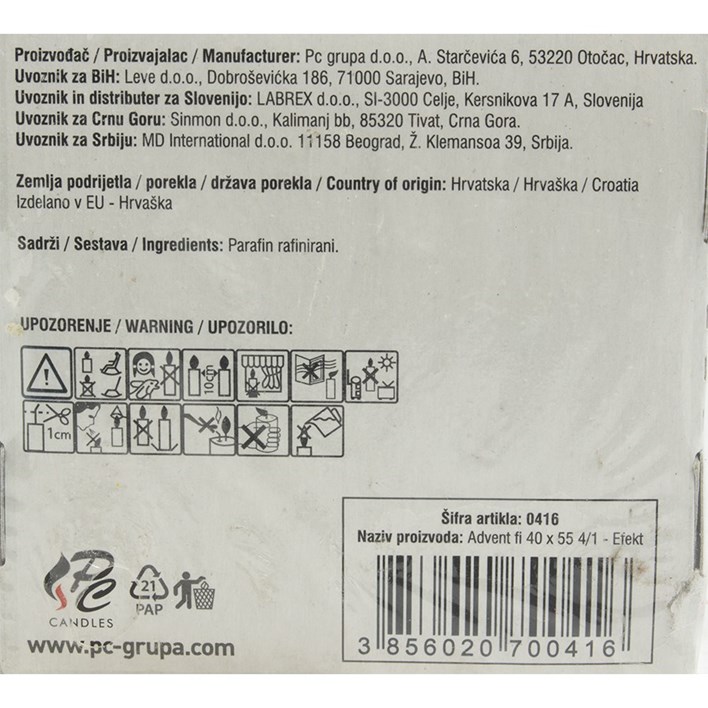 Proizvođač / Proizvajalac / Manufacturer: Pc grupa d.o.o., A. Starčevića 6, 53220 Otočac, Hrvatska.
Uvoznik za BiH: Leve d.o.o., Dobroševićka 186, 71000 Sarajevo, BiH.
Uvoznik in distributer za Slovenijo: LABREX d.o.o., SI-3000 Celje, Kersnikova 17 A, Slovenija
Uvoznik za Crnu Goru: Sinmon d.o.o., Kalimanj bb, 85320 Tivat, Crna Gora.
Uvoznik za Srbiju: MD International d.o.o. 11158 Beograd, Ž. Klemansoa 39, Srbija.
Zemlja podrijetla / porekla / država porekla / Country of origin: Hrvatska / Hrvaška / Croatia
Izdelano v EU - Hrvaška
Sadrži / Sestava / Ingredients: Parafin rafinirani.
UPOZORENJE / WARNING / UPOZORILO:
10cm
1cm
Šifra artikla: 0416
Naziv proizvoda: Advent fi 40 x 55 4/1 - Efekt
3 856020 700416
PC
CANDLES
21
PAP
www.pc-grupa.com